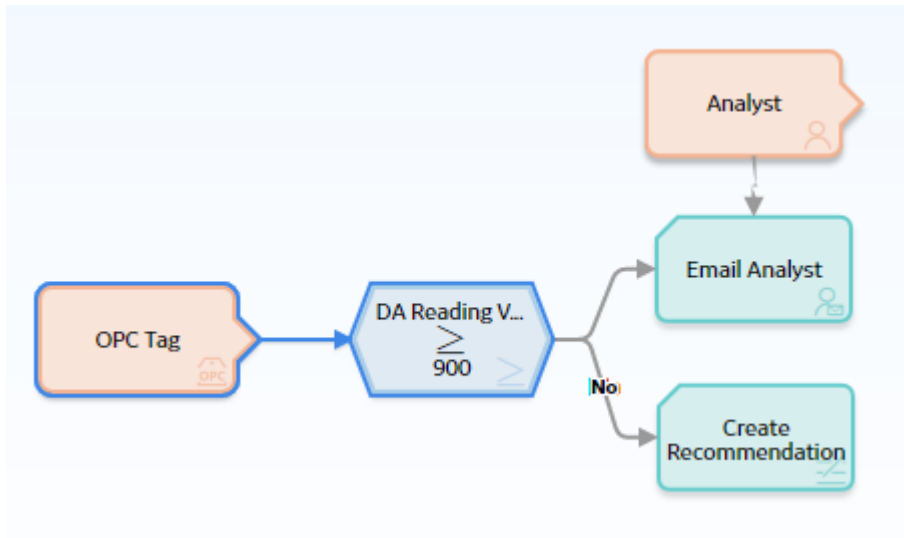 Analyst
Email Analyst
DA Reading V...
≥
900
OPC Tag
OPC
No
Create
Recommendation